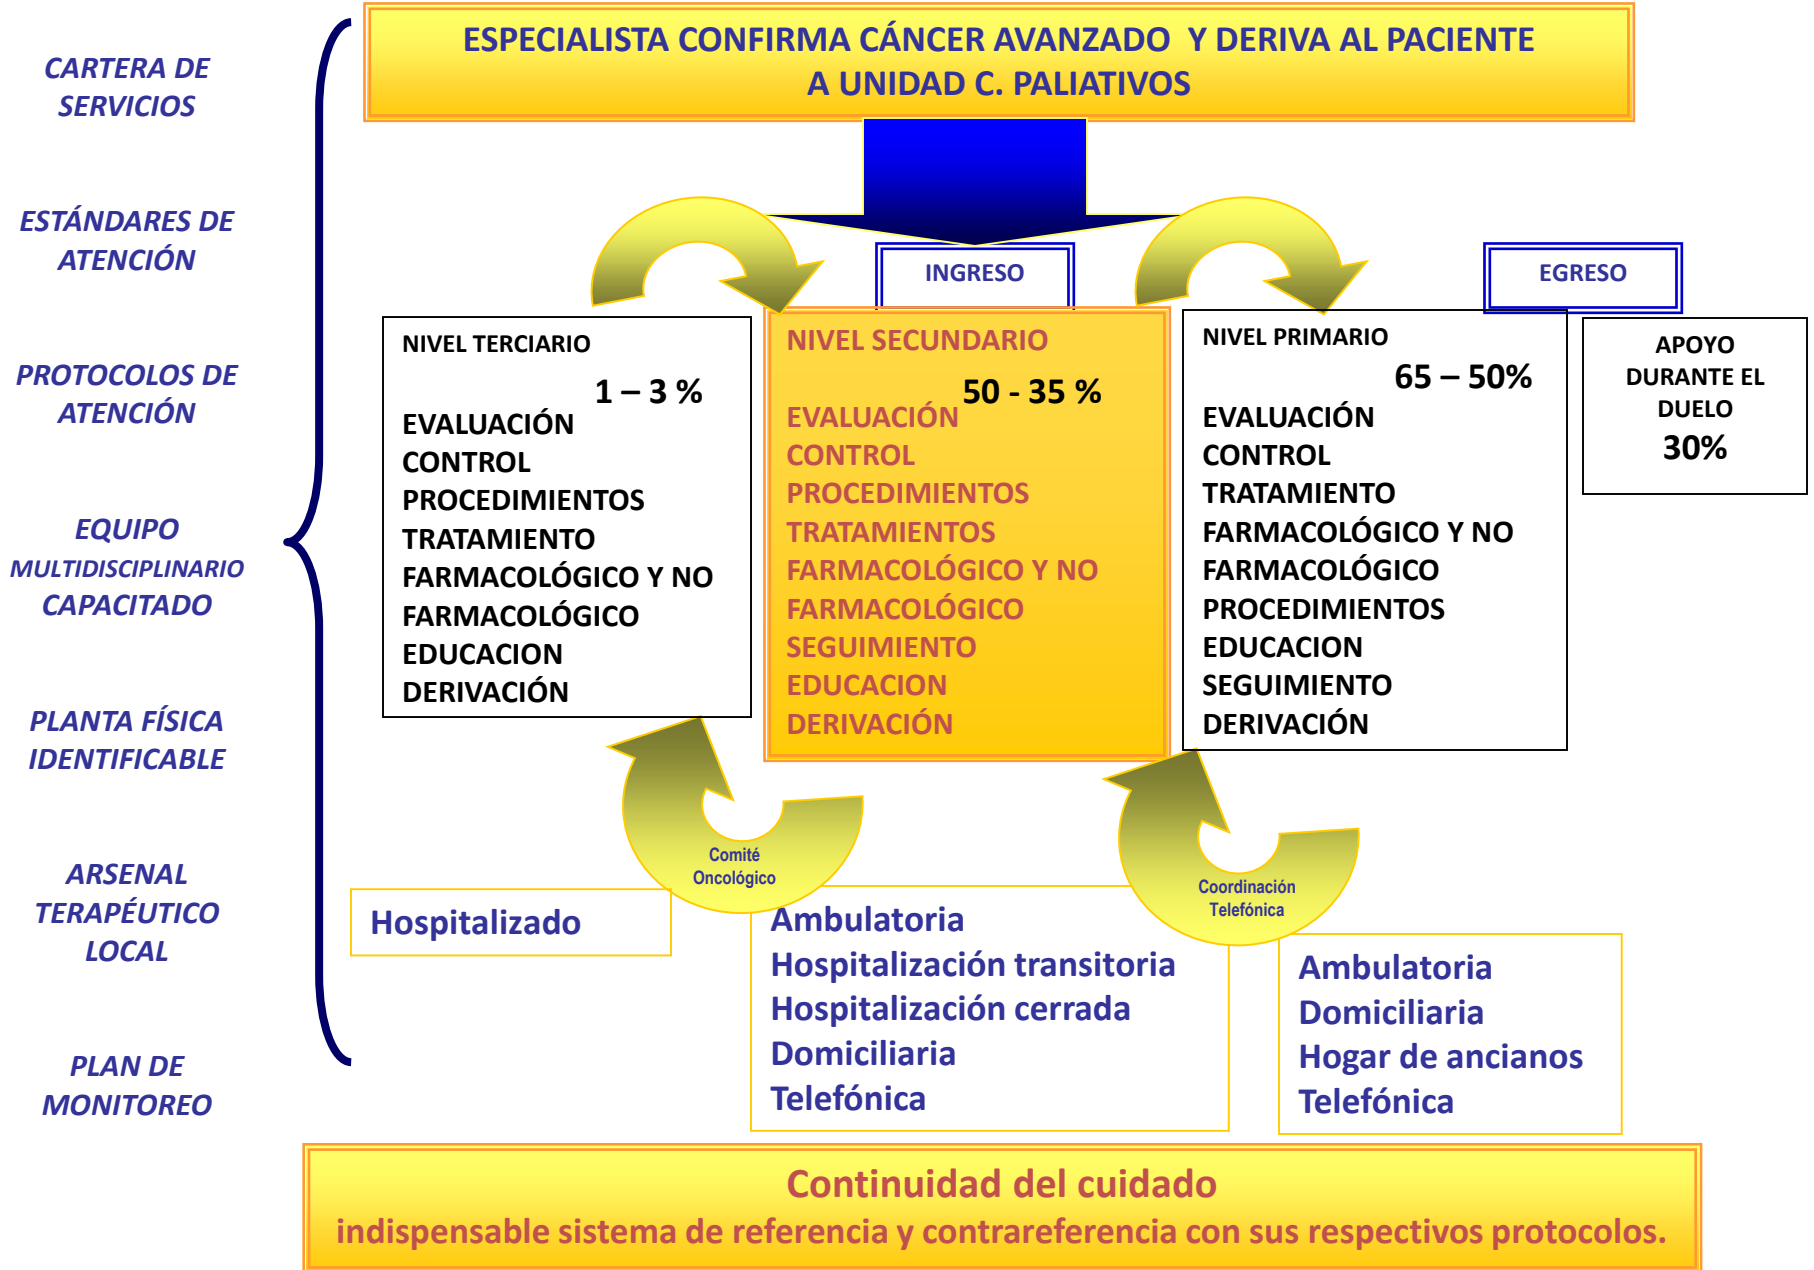 ESPECIALISTA CONFIRMA CÁNCER AVANZADO Y DERIVA AL PACIENTE
A UNIDAD C. PALIATIVOS
CARTERA DE
SERVICIOS
ESTÁNDARES DE
ATENCIÓN
PROTOCOLOS DE
ATENCIÓN
EQUIPO
MULTIDISCIPLINARIO
CAPACITADO
PLANTA FÍSICA
IDENTIFICABLE
ARSENAL
TERAPÉUTICO
LOCAL
PLAN DE
MONITOREO
INGRESO
EGRESO
NIVEL TERCIARIO
1 – 3 %
EVALUACIÓN
CONTROL
PROCEDIMIENTOS
TRATAMIENTO
FARMACOLÓGICO Y NO
FARMACOLÓGICO
EDUCACION
DERIVACIÓN
NIVEL SECUNDARIO
50 - 35 %
EVALUACIÓN
CONTROL
PROCEDIMIENTOS
TRATAMIENTOS
FARMACOLÓGICO Y NO
FARMACOLÓGICO
SEGUIMIENTO
EDUCACION
DERIVACIÓN
NIVEL PRIMARIO
65 – 50%
EVALUACIÓN
CONTROL
TRATAMIENTO
FARMACOLÓGICO Y NO
FARMACOLÓGICO
PROCEDIMIENTOS
EDUCACION
SEGUIMIENTO
DERIVACIÓN
APOYO
DURANTE EL
DUELO
30%
Comité
Oncológico
Coordinación
Telefónica
Hospitalizado
Ambulatoria
Hospitalización transitoria
Hospitalización cerrada
Domiciliaria
Telefónica
Ambulatoria
Domiciliaria
Hogar de ancianos
Telefónica
Continuidad del cuidado
indispensable sistema de referencia y contrareferencia con sus respectivos protocolos.